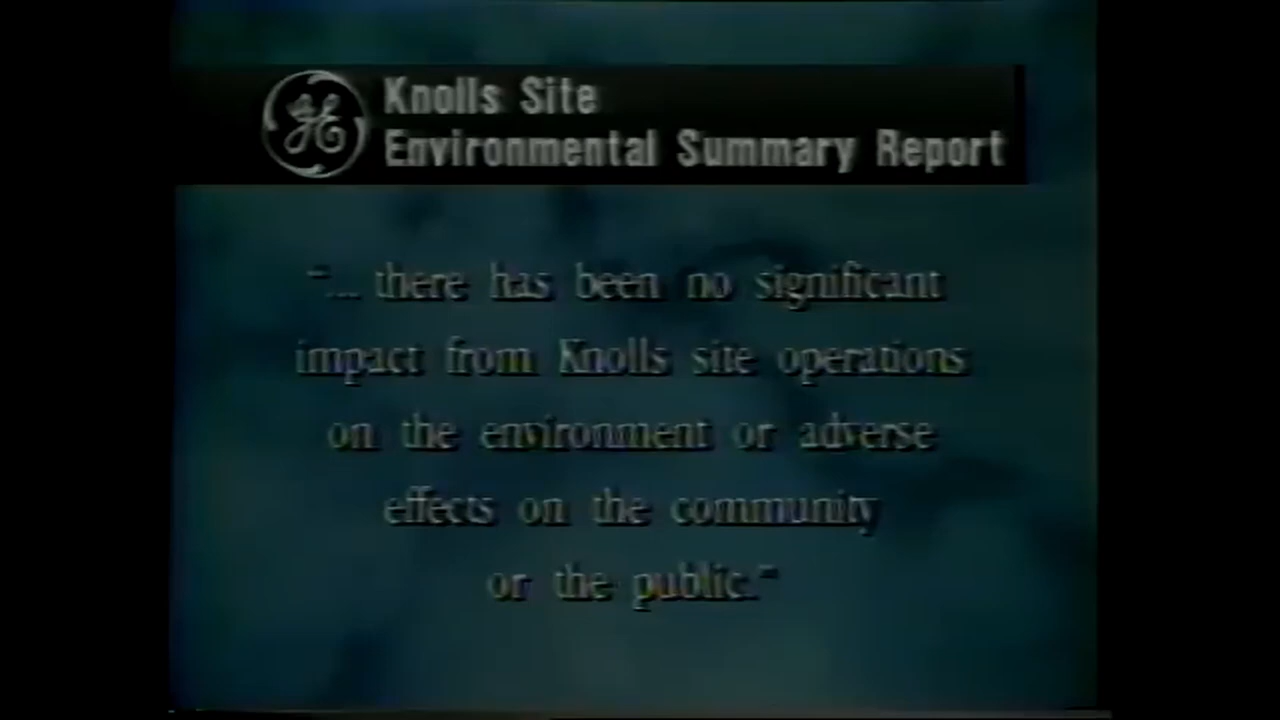 GE
Knolls Site
Environmental Summary Report
"... there has been no significant
impact from Knolls site operations
on the environment or adverse
effects on the community
or the public."